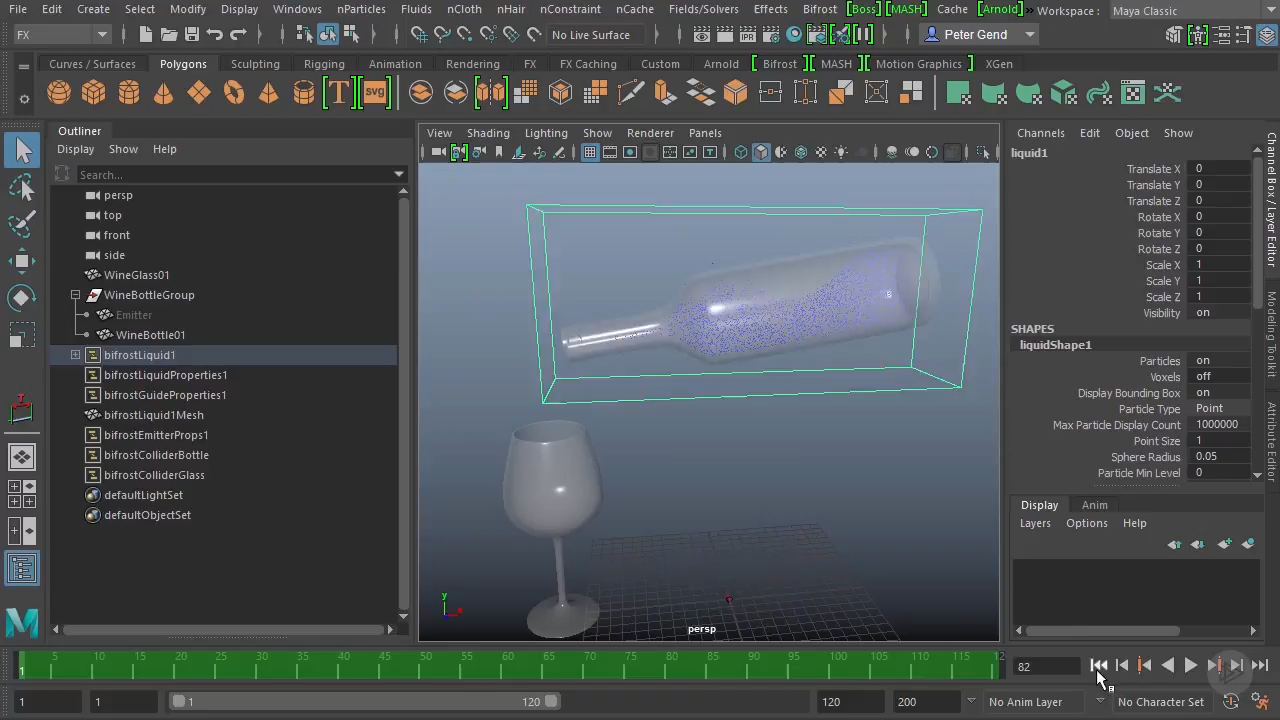 File Edit Create Select Modify Display Windows nParticles Fluids nCloth nHair nConstraint nCache Fields/Solvers Effects Bifrost [Boss] [MASH] Cache [Arnold] Workspace : Maya Classic
FX No Live Surface IPR Peter Gend
Curves / Surfaces Polygons Sculpting Rigging Animation Rendering FX FX Caching Custom Arnold Bifrost MASH Motion Graphics XGen
T SVG
Outliner
Display Show Help
Search...
persp
top
front
side
WineGlass01
WineBottleGroup
Emitter
WineBottle01
bifrostLiquid1
bifrostLiquidProperties1
bifrostGuideProperties1
bifrostLiquid1Mesh
bifrostEmitterProps1
bifrostColliderBottle
bifrostColliderGlass
defaultLightSet
defaultObjectSet
View Shading Lighting Show Renderer Panels
B
y
persp
Channels Edit Object Show
liquid1
Translate X 0
Translate Y 0
Translate Z 0
Rotate X 0
Rotate Y 0
Rotate Z 0
Scale X 1
Scale Y 1
Scale Z 1
Visibility on
SHAPES
liquidShape1
Particles on
Voxels off
Display Bounding Box on
Particle Type Point
Max Particle Display Count 1000000
Point Size 1
Sphere Radius 0.05
Particle Min Level 0
Display Anim
Layers Options Help
Channel Box / Layer Editor
Modeling Toolkit
Attribute Editor
1 5 10 15 20 25 30 35 40 45 50 55 60 65 70 75 80 85 90 95 100 105 110 115 12
82
1 1 1 120 120 200 No Anim Layer No Character Set